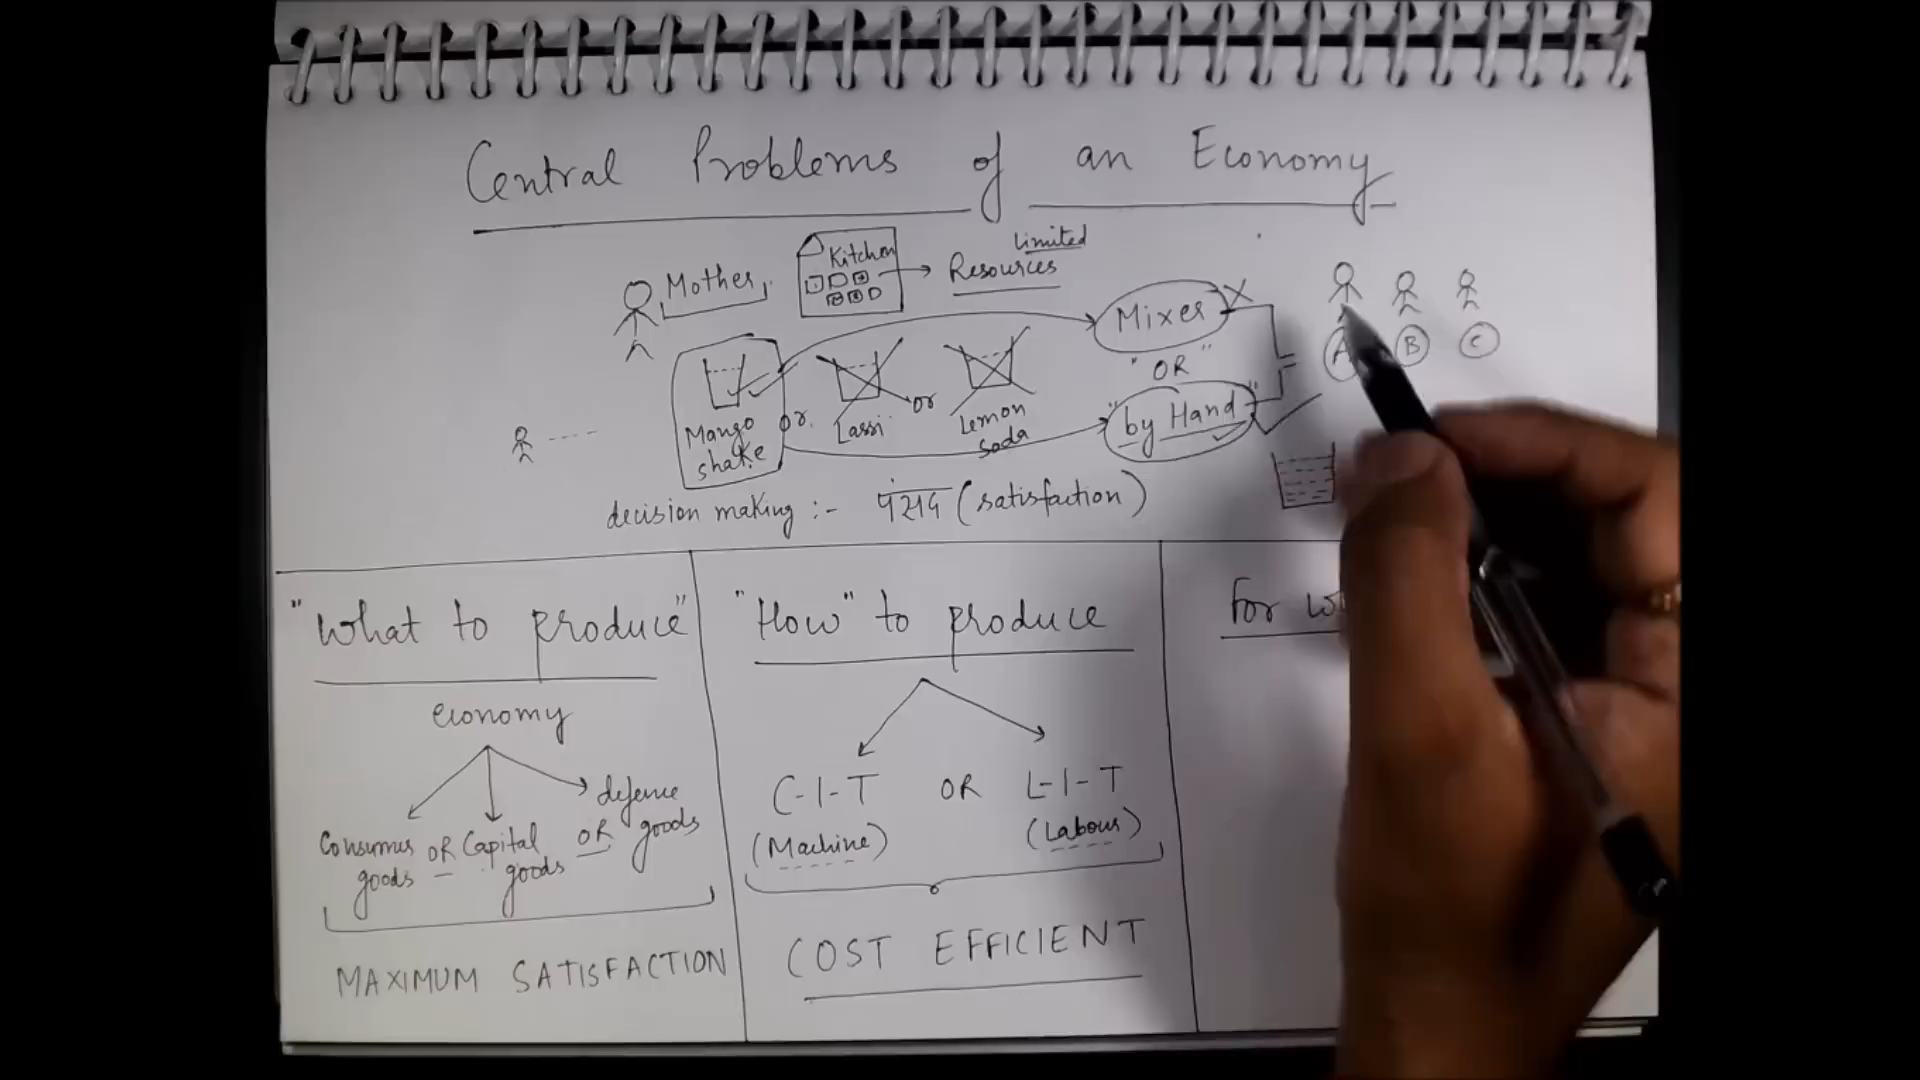 Central Problems of an Economy
Mother
Kitchen
Limited
Resources
Mixer
" OR "
"by Hand"
A B C
Mango shake or Lassi or Lemon soda
decision making :- (satisfaction)
"What to produce"
economy
Consumer goods OR Capital goods OR defence goods
MAXIMUM SATISFACTION
"How" to produce
C-I-T OR L-I-T
(Machine) (Labour)
COST EFFICIENT
For